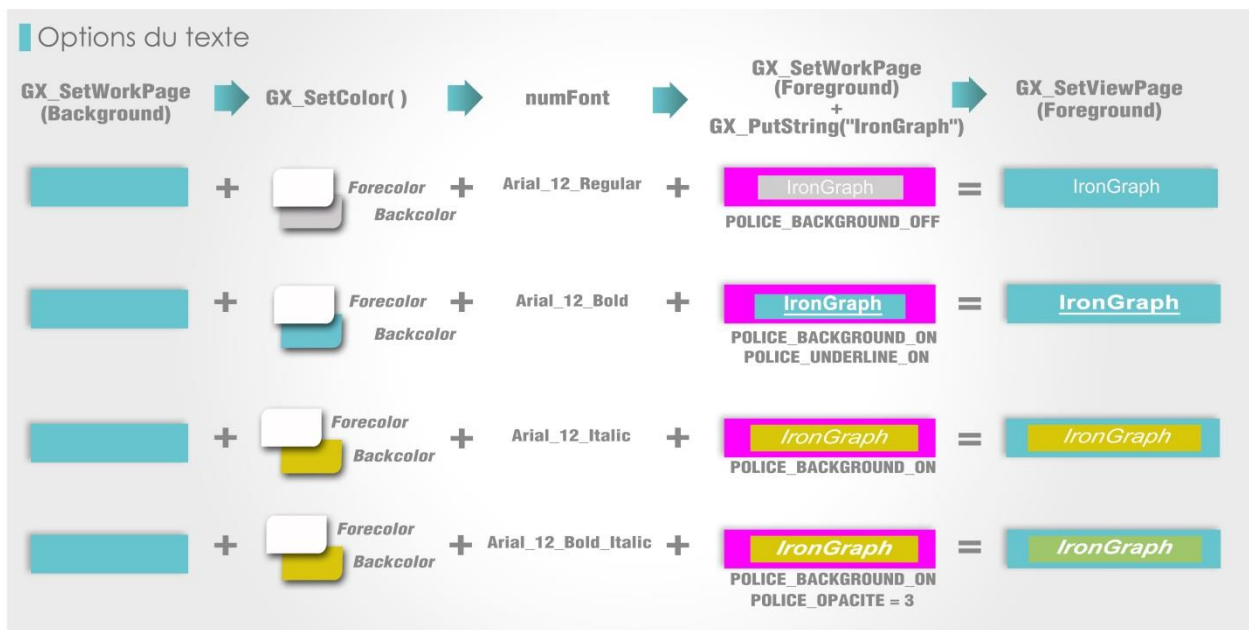 Options du texte
GX_SetWorkPage
(Background)
GX_SetColor( )
numFont
GX_SetWorkPage
(Foreground)
+
GX_PutString("IronGraph")
GX_SetViewPage
(Foreground)
+
Forecolor
Backcolor
+
Arial_12_Regular
+
IronGraph
POLICE_BACKGROUND_OFF
=
IronGraph
+
Forecolor
Backcolor
+
Arial_12_Bold
+
IronGraph
POLICE_BACKGROUND_ON
POLICE_UNDERLINE_ON
=
IronGraph
+
Forecolor
Backcolor
+
Arial_12_Italic
+
IronGraph
POLICE_BACKGROUND_ON
=
IronGraph
+
Forecolor
Backcolor
+
Arial_12_Bold_Italic
+
IronGraph
POLICE_BACKGROUND_ON
POLICE_OPACITE = 3
=
IronGraph